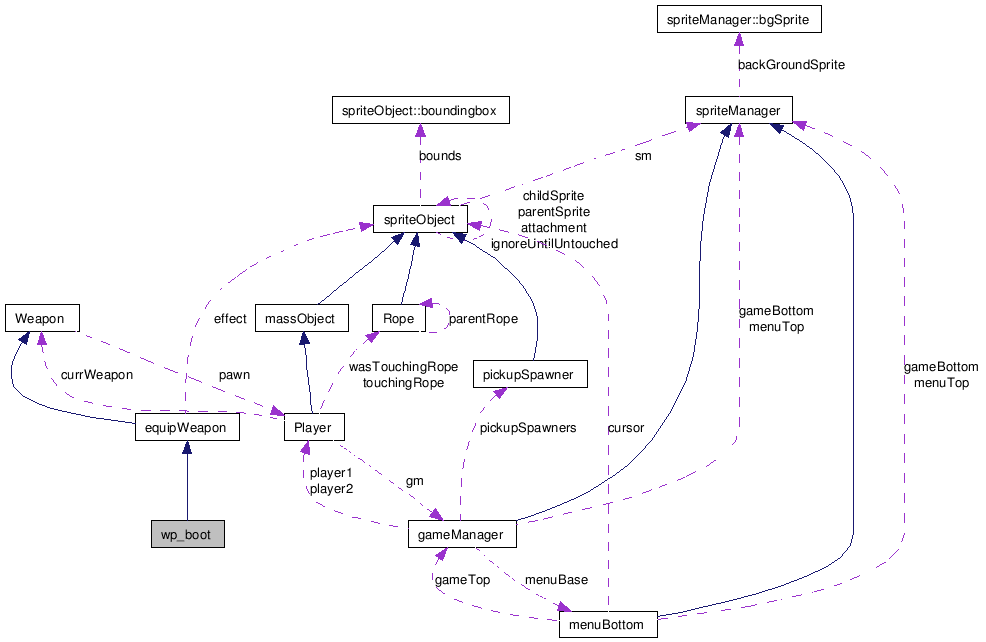 spriteManager::bgSprite
backGroundSprite
spriteObject::boundingbox
spriteManager
bounds
sm
spriteObject
childSprite
parentSprite
attachment
ignoreUntilUntouched
effect
Weapon
massObject
Rope
parentRope
gameBottom
menuTop
currWeapon
pawn
wasTouchingRope
touchingRope
pickupSpawner
gameBottom
menuTop
equipWeapon
Player
pickupSpawners
cursor
player1
player2
gm
wp_boot
gameManager
gameTop
menuBase
menuBottom